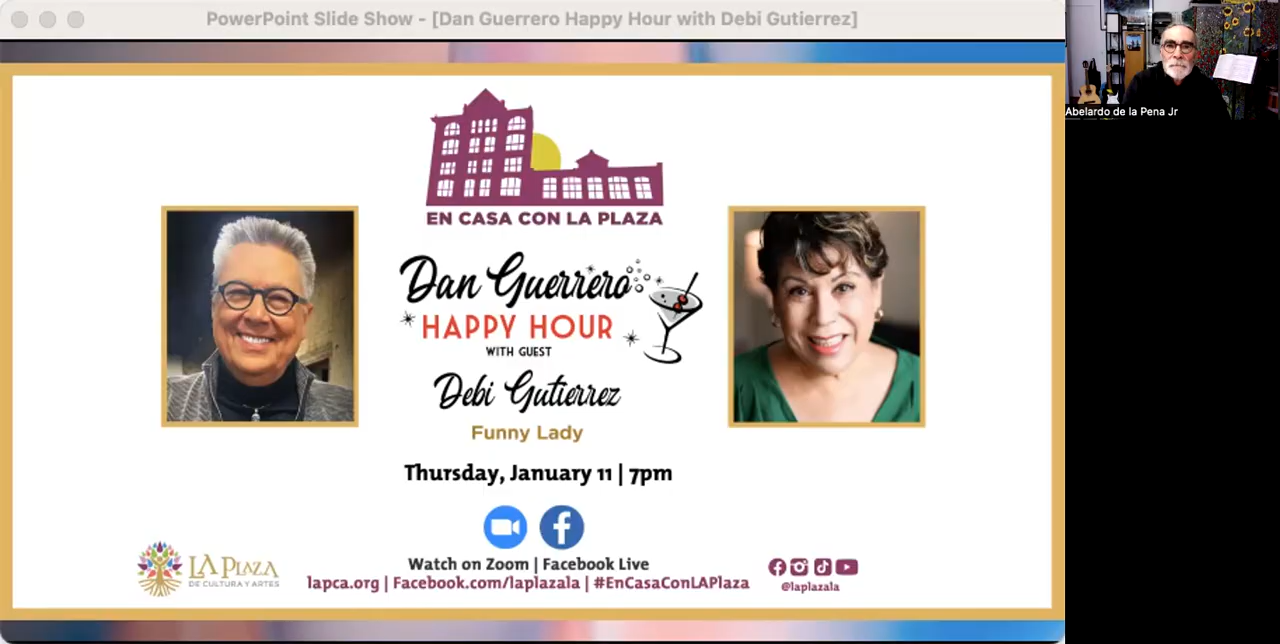 PowerPoint Slide Show - [Dan Guerrero Happy Hour with Debi Gutierrez]
Abelardo de la Pena Jr
EN CASA CON LA PLAZA
Dan Guerrero
HAPPY HOUR
WITH GUEST
Debi Gutierrez
Funny Lady
Thursday, January 11 | 7pm
Watch on Zoom | Facebook Live
lapca.org | Facebook.com/laplazala | #EnCasaConLAPlaza
LA PLAZA
DE CULTURA Y ARTES
@laplazala